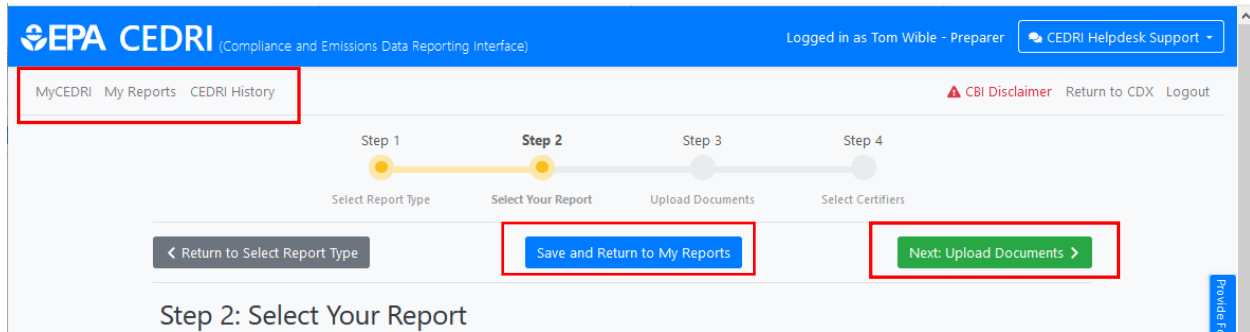 EPA CEDRI (Compliance and Emissions Data Reporting Interface) Logged in as Tom Wible - Preparer CEDRI Helpdesk Support
MyCEDRI My Reports CEDRI History CBI Disclaimer Return to CDX Logout
Step 1 Step 2 Step 3 Step 4
Select Report Type Select Your Report Upload Documents Select Certifiers
Return to Select Report Type Save and Return to My Reports Next: Upload Documents
Step 2: Select Your Report
Provide